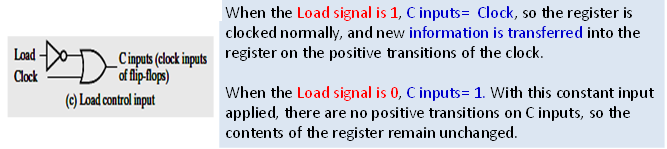 Load
Clock
C inputs (clock inputs
of flip-flops)
(c) Load control input
When the Load signal is 1, C inputs= Clock, so the register is
clocked normally, and new information is transferred into the
register on the positive transitions of the clock.
When the Load signal is 0, C inputs= 1. With this constant input
applied, there are no positive transitions on C inputs, so the
contents of the register remain unchanged.